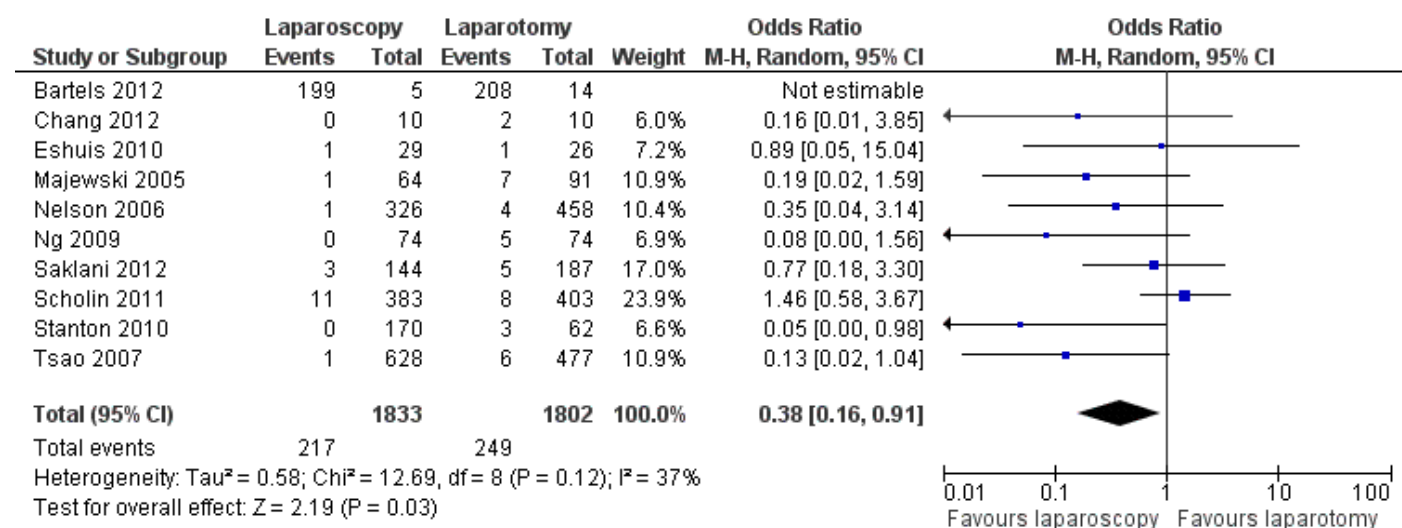 Laparoscopy Laparotomy Odds Ratio Odds Ratio
Study or Subgroup Events Total Events Total Weight M-H, Random, 95% CI M-H, Random, 95% CI
Bartels 2012 199 5 208 14 Not estimable
Chang 2012 0 10 2 10 6.0% 0.16 [0.01, 3.85]
Eshuis 2010 1 29 1 26 7.2% 0.89 [0.05, 15.04]
Majewski 2005 1 64 7 91 10.9% 0.19 [0.02, 1.59]
Nelson 2006 1 326 4 458 10.4% 0.35 [0.04, 3.14]
Ng 2009 0 74 5 74 6.9% 0.08 [0.00, 1.56]
Saklani 2012 3 144 5 187 17.0% 0.77 [0.18, 3.30]
Scholin 2011 11 383 8 403 23.9% 1.46 [0.58, 3.67]
Stanton 2010 0 170 3 62 6.6% 0.05 [0.00, 0.98]
Tsao 2007 1 628 6 477 10.9% 0.13 [0.02, 1.04]
Total (95% CI) 1833 1802 100.0% 0.38 [0.16, 0.91]
Total events 217 249
Heterogeneity: Tau² = 0.58; Chi² = 12.69, df = 8 (P = 0.12); I² = 37%
Test for overall effect: Z = 2.19 (P = 0.03)
0.01 0.1 1 10 100
Favours laparoscopy Favours laparotomy